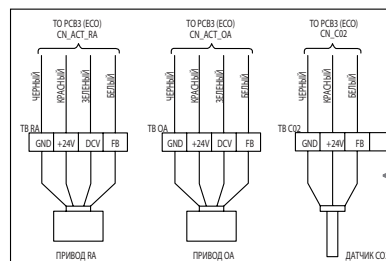 TO PCB3 (ECO)
CN_ACT_RA
TO PCB3 (ECO)
CN_ACT_OA
TO PCB3 (ECO)
CN_C02
ЧЕРНЫЙ
КРАСНЫЙ
ЗЕЛЕНЫЙ
БЕЛЫЙ
ЧЕРНЫЙ
КРАСНЫЙ
ЗЕЛЕНЫЙ
БЕЛЫЙ
ЧЕРНЫЙ
КРАСНЫЙ
БЕЛЫЙ
TB RA
GND +24V DCV FB
TB OA
GND +24V DCV FB
TB C02
GND +24V FB
ПРИВОД RA
ПРИВОД OA
ДАТЧИК CO